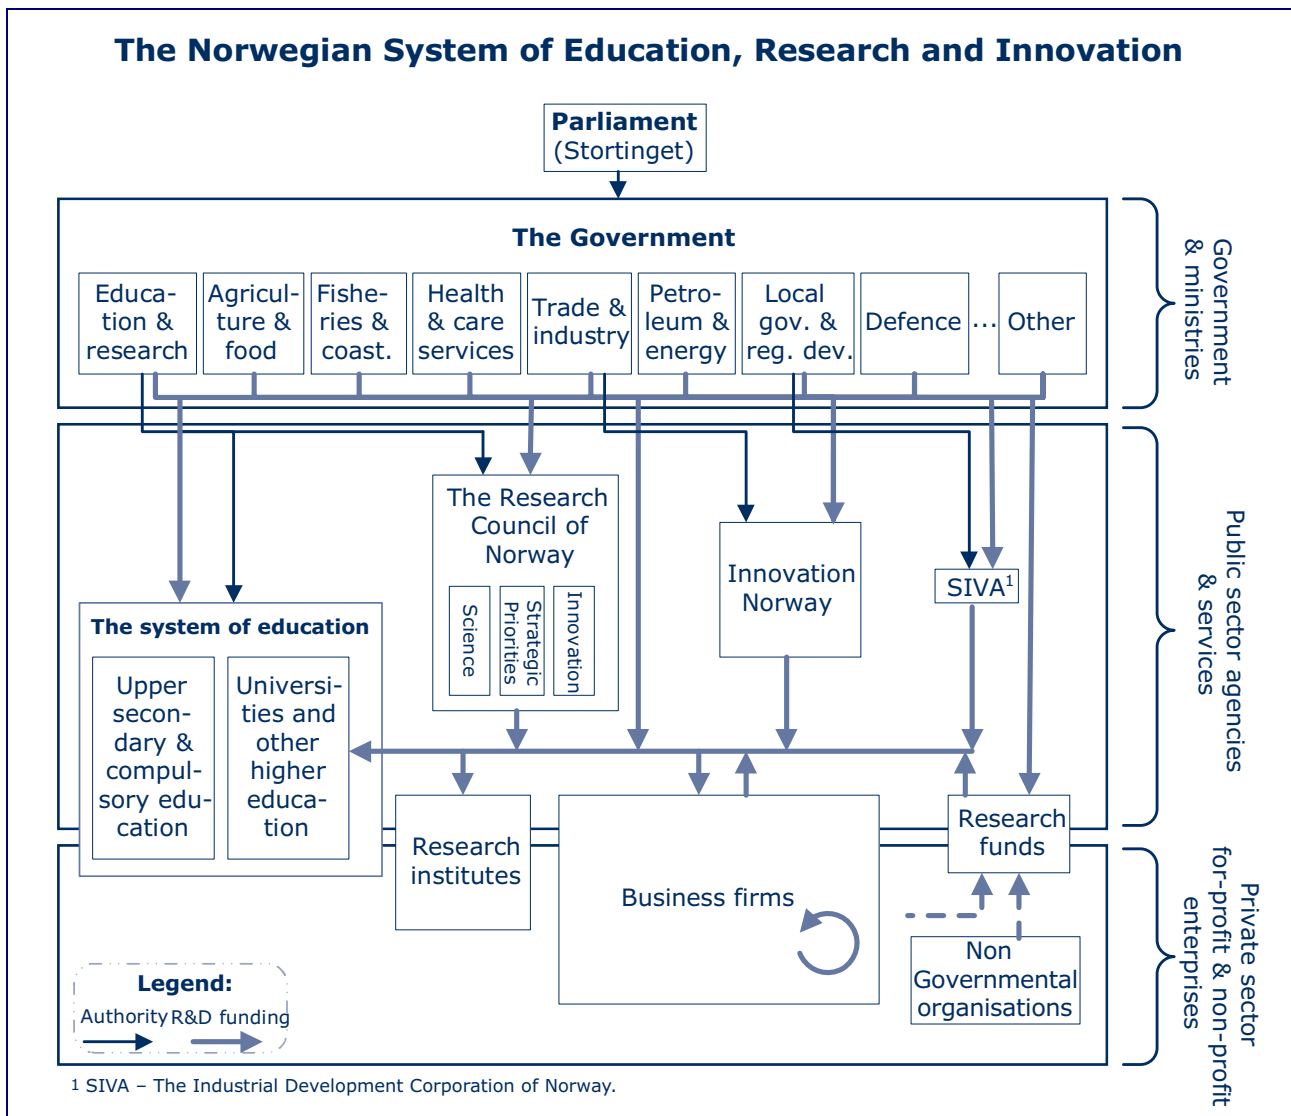 The Norwegian System of Education, Research and Innovation
Parliament
(Stortinget)
The Government
Educa-
tion &
research
Agricul-
ture &
food
Fishe-
ries &
coast.
Health
& care
services
Trade &
industry
Petro-
leum &
energy
Local
gov. &
reg. dev.
Defence
...
Other
Government
& ministries
The Research
Council of
Norway
Science
Strategic
Priorities
Innovation
Innovation
Norway
SIVA1
The system of education
Upper
secon-
dary &
compul-
sory edu-
cation
Universi-
ties and
other
higher
educa-
tion
Public sector agencies
& services
Research
institutes
Business firms
Research
funds
Non
Governmental
organisations
Private sector
for-profit & non-profit
enterprises
Legend:
Authority
R&D funding
1 SIVA – The Industrial Development Corporation of Norway.